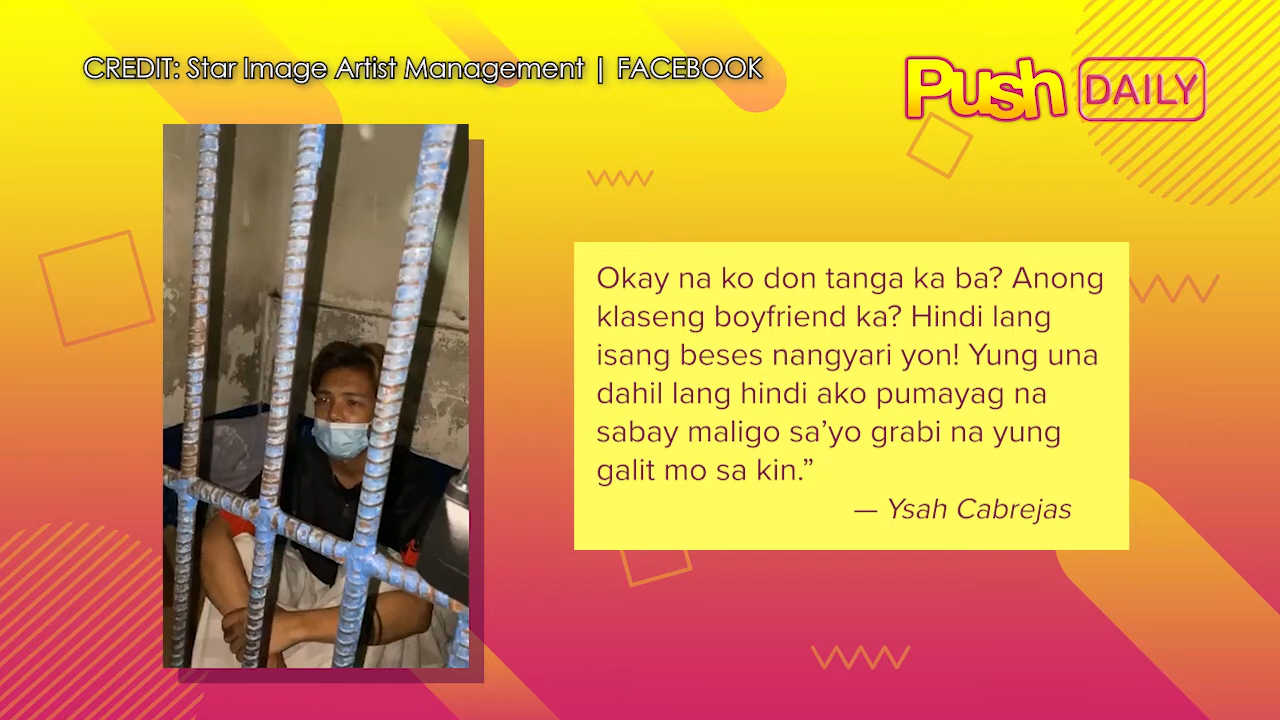 CREDIT: Star Image Artist Management | FACEBOOK
Push DAILY
Okay na ko don tanga ka ba? Anong
klaseng boyfriend ka? Hindi lang
isang beses nangyari yon! Yung una
dahil lang hindi ako pumayag na
sabay maligo sa’yo grabi na yung
galit mo sa kin.”
— Ysah Cabrejas